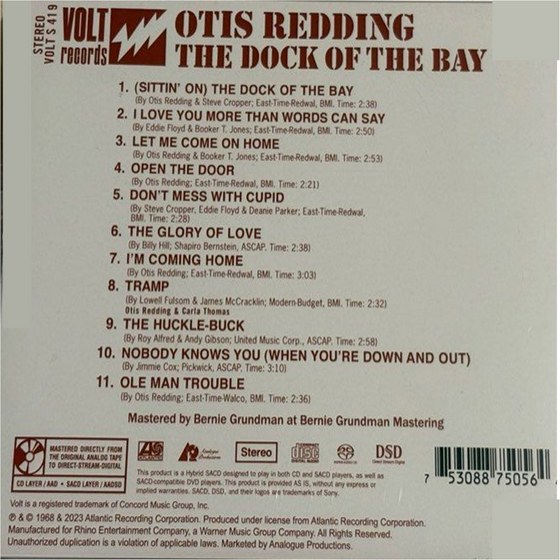 STEREO
VOLT S 419
VOLT
records
OTIS REDDING
THE DOCK OF THE BAY
1. (SITTIN' ON) THE DOCK OF THE BAY
(By Otis Redding & Steve Cropper; East-Time-Redwal, BMI. Time: 2:38)
2. I LOVE YOU MORE THAN WORDS CAN SAY
(By Eddie Floyd & Booker T. Jones; East-Time-Redwal, BMI. Time: 2:50)
3. LET ME COME ON HOME
(By Otis Redding & Booker T. Jones; East-Time-Redwal, BMI. Time: 2:53)
4. OPEN THE DOOR
(By Otis Redding; East-Time-Redwal, BMI. Time: 2:21)
5. DON'T MESS WITH CUPID
(By Steve Cropper, Eddie Floyd & Deanie Parker; East-Time-Redwal,
BMI. Time: 2:28)
6. THE GLORY OF LOVE
(By Billy Hill; Shapiro Bernstein, ASCAP. Time: 2:38)
7. I'M COMING HOME
(By Otis Redding; East-Time-Redwal, BMI. Time: 3:03)
8. TRAMP
(By Lowell Fulsom & James McCracklin; Modern-Budget, BMI. Time: 2:32)
Otis Redding & Carla Thomas
9. THE HUCKLE-BUCK
(By Roy Alfred & Andy Gibson; United Music Corp., ASCAP. Time: 2:58)
10. NOBODY KNOWS YOU (WHEN YOU'RE DOWN AND OUT)
(By Jimmie Cox; Pickwick, ASCAP. Time: 3:10)
11. OLE MAN TROUBLE
(By Otis Redding; East-Time-Walco, BMI. Time: 2:36)
Mastered by Bernie Grundman at Bernie Grundman Mastering
MASTERED DIRECTLY FROM
THE ORIGINAL ANALOG TAPE
TO DIRECT-STREAM-DIGITAL
CD LAYER / AAD • SACD LAYER / AADSD
ATLANTIC
Analogue
Productions
Stereo
COMPACT
disc
DIGITAL AUDIO
SACD
DSD
Direct Stream Digital
This product is a Hybrid SACD designed to play in both CD and SACD players, as well as
SACD-compatible DVD players. This product is provided AS IS, without any express or
implied warranties. SACD, DSD, and their logos are trademarks of Sony.
7 53088 75056
Volt is a registered trademark of Concord Music Group, Inc.
℗ & © 1968 & 2023 Atlantic Recording Corporation. Produced under license from Atlantic Recording Corporation.
Manufactured for Rhino Entertainment Company, a Warner Music Group Company. All Rights Reserved.
Unauthorized duplication is a violation of applicable laws. Marketed by Analogue Productions.